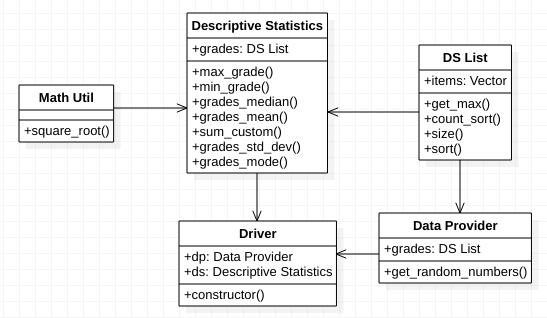 Descriptive Statistics
+grades: DS List
+max_grade()
+min_grade()
+grades_median()
+grades_mean()
+sum_custom()
+grades_std_dev()
+grades_mode()
DS List
+items: Vector
+get_max()
+count_sort()
+size()
+sort()
Math Util
+square_root()
Driver
+dp: Data Provider
+ds: Descriptive Statistics
+constructor()
Data Provider
+grades: DS List
+get_random_numbers()